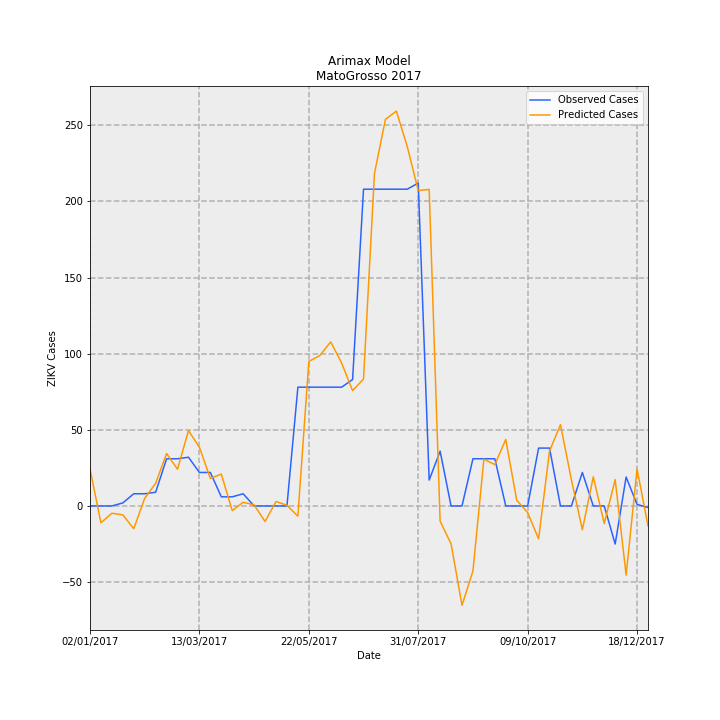 Arimax Model
MatoGrosso 2017
Observed Cases
Predicted Cases
ZIKV Cases
250
200
150
100
50
0
−50
02/01/2017
13/03/2017
22/05/2017
31/07/2017
09/10/2017
18/12/2017
Date